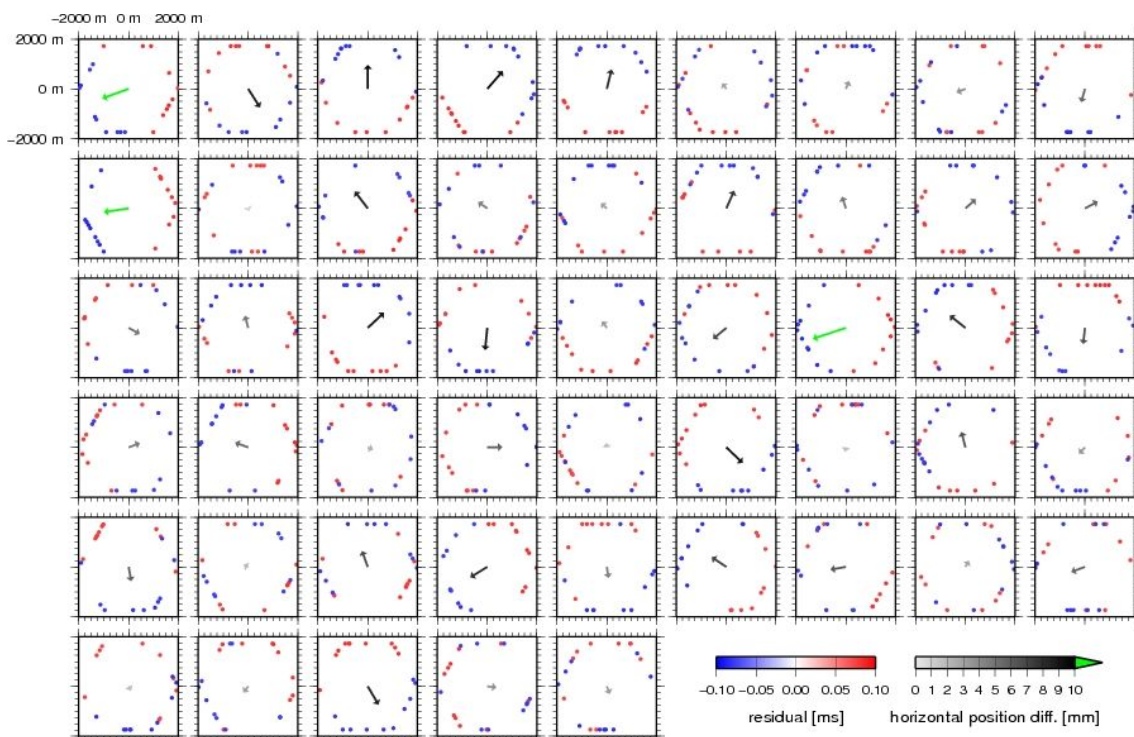 −2000 m 0 m 2000 m
2000 m
0 m
−2000 m
−0.10 −0.05 0.00 0.05 0.10
residual [ms]
0 1 2 3 4 5 6 7 8 9 10
horizontal position diff. [mm]